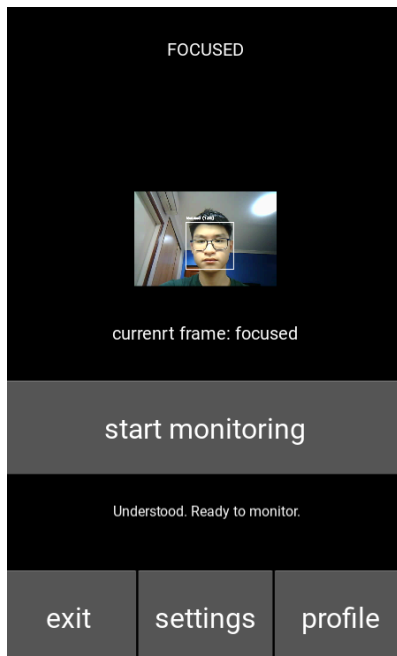 FOCUSED
currenrt frame: focused
start monitoring
Understood. Ready to monitor.
exit
settings
profile